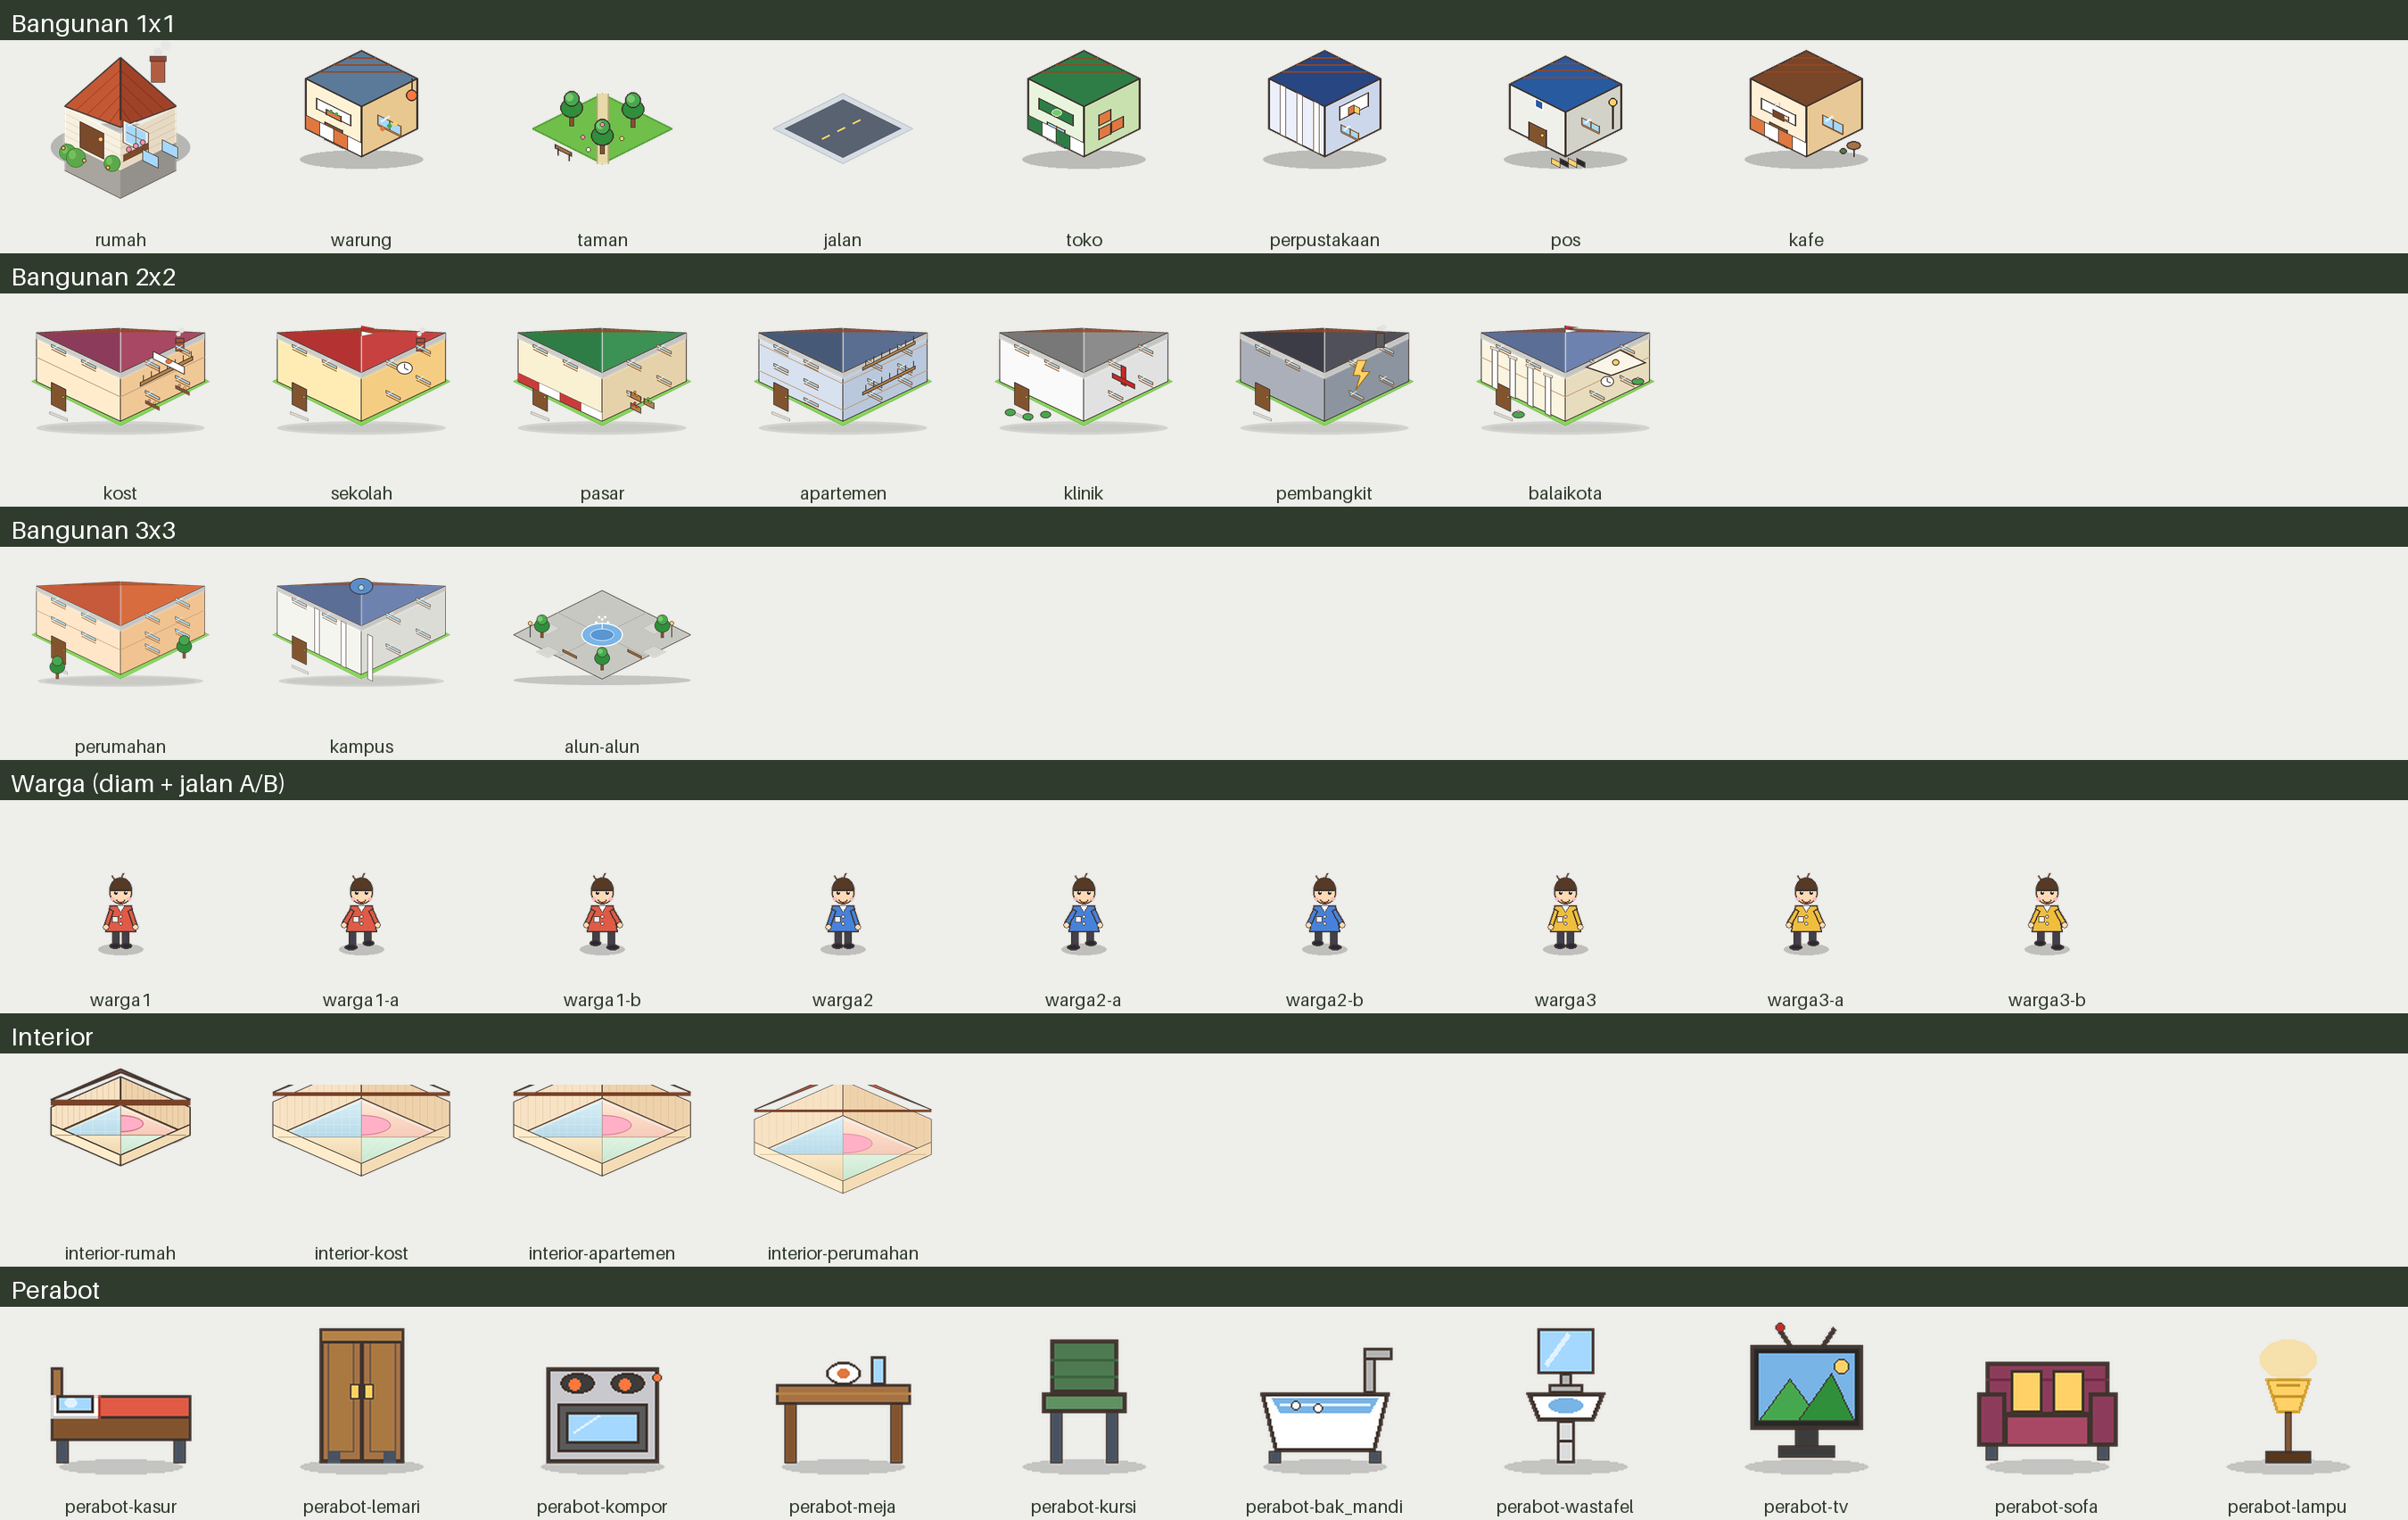 Bangunan 1x1
rumah warung taman jalan toko perpustakaan pos kafe
Bangunan 2x2
kost sekolah pasar apartemen klinik pembangkit balaikota
Bangunan 3x3
perumahan kampus alun-alun
Warga (diam + jalan A/B)
warga1 warga1-a warga1-b warga2 warga2-a warga2-b warga3 warga3-a warga3-b
Interior
interior-rumah interior-kost interior-apartemen interior-perumahan
Perabot
perabot-kasur perabot-lemari perabot-kompor perabot-meja perabot-kursi perabot-bak_mandi perabot-wastafel perabot-tv perabot-sofa perabot-lampu